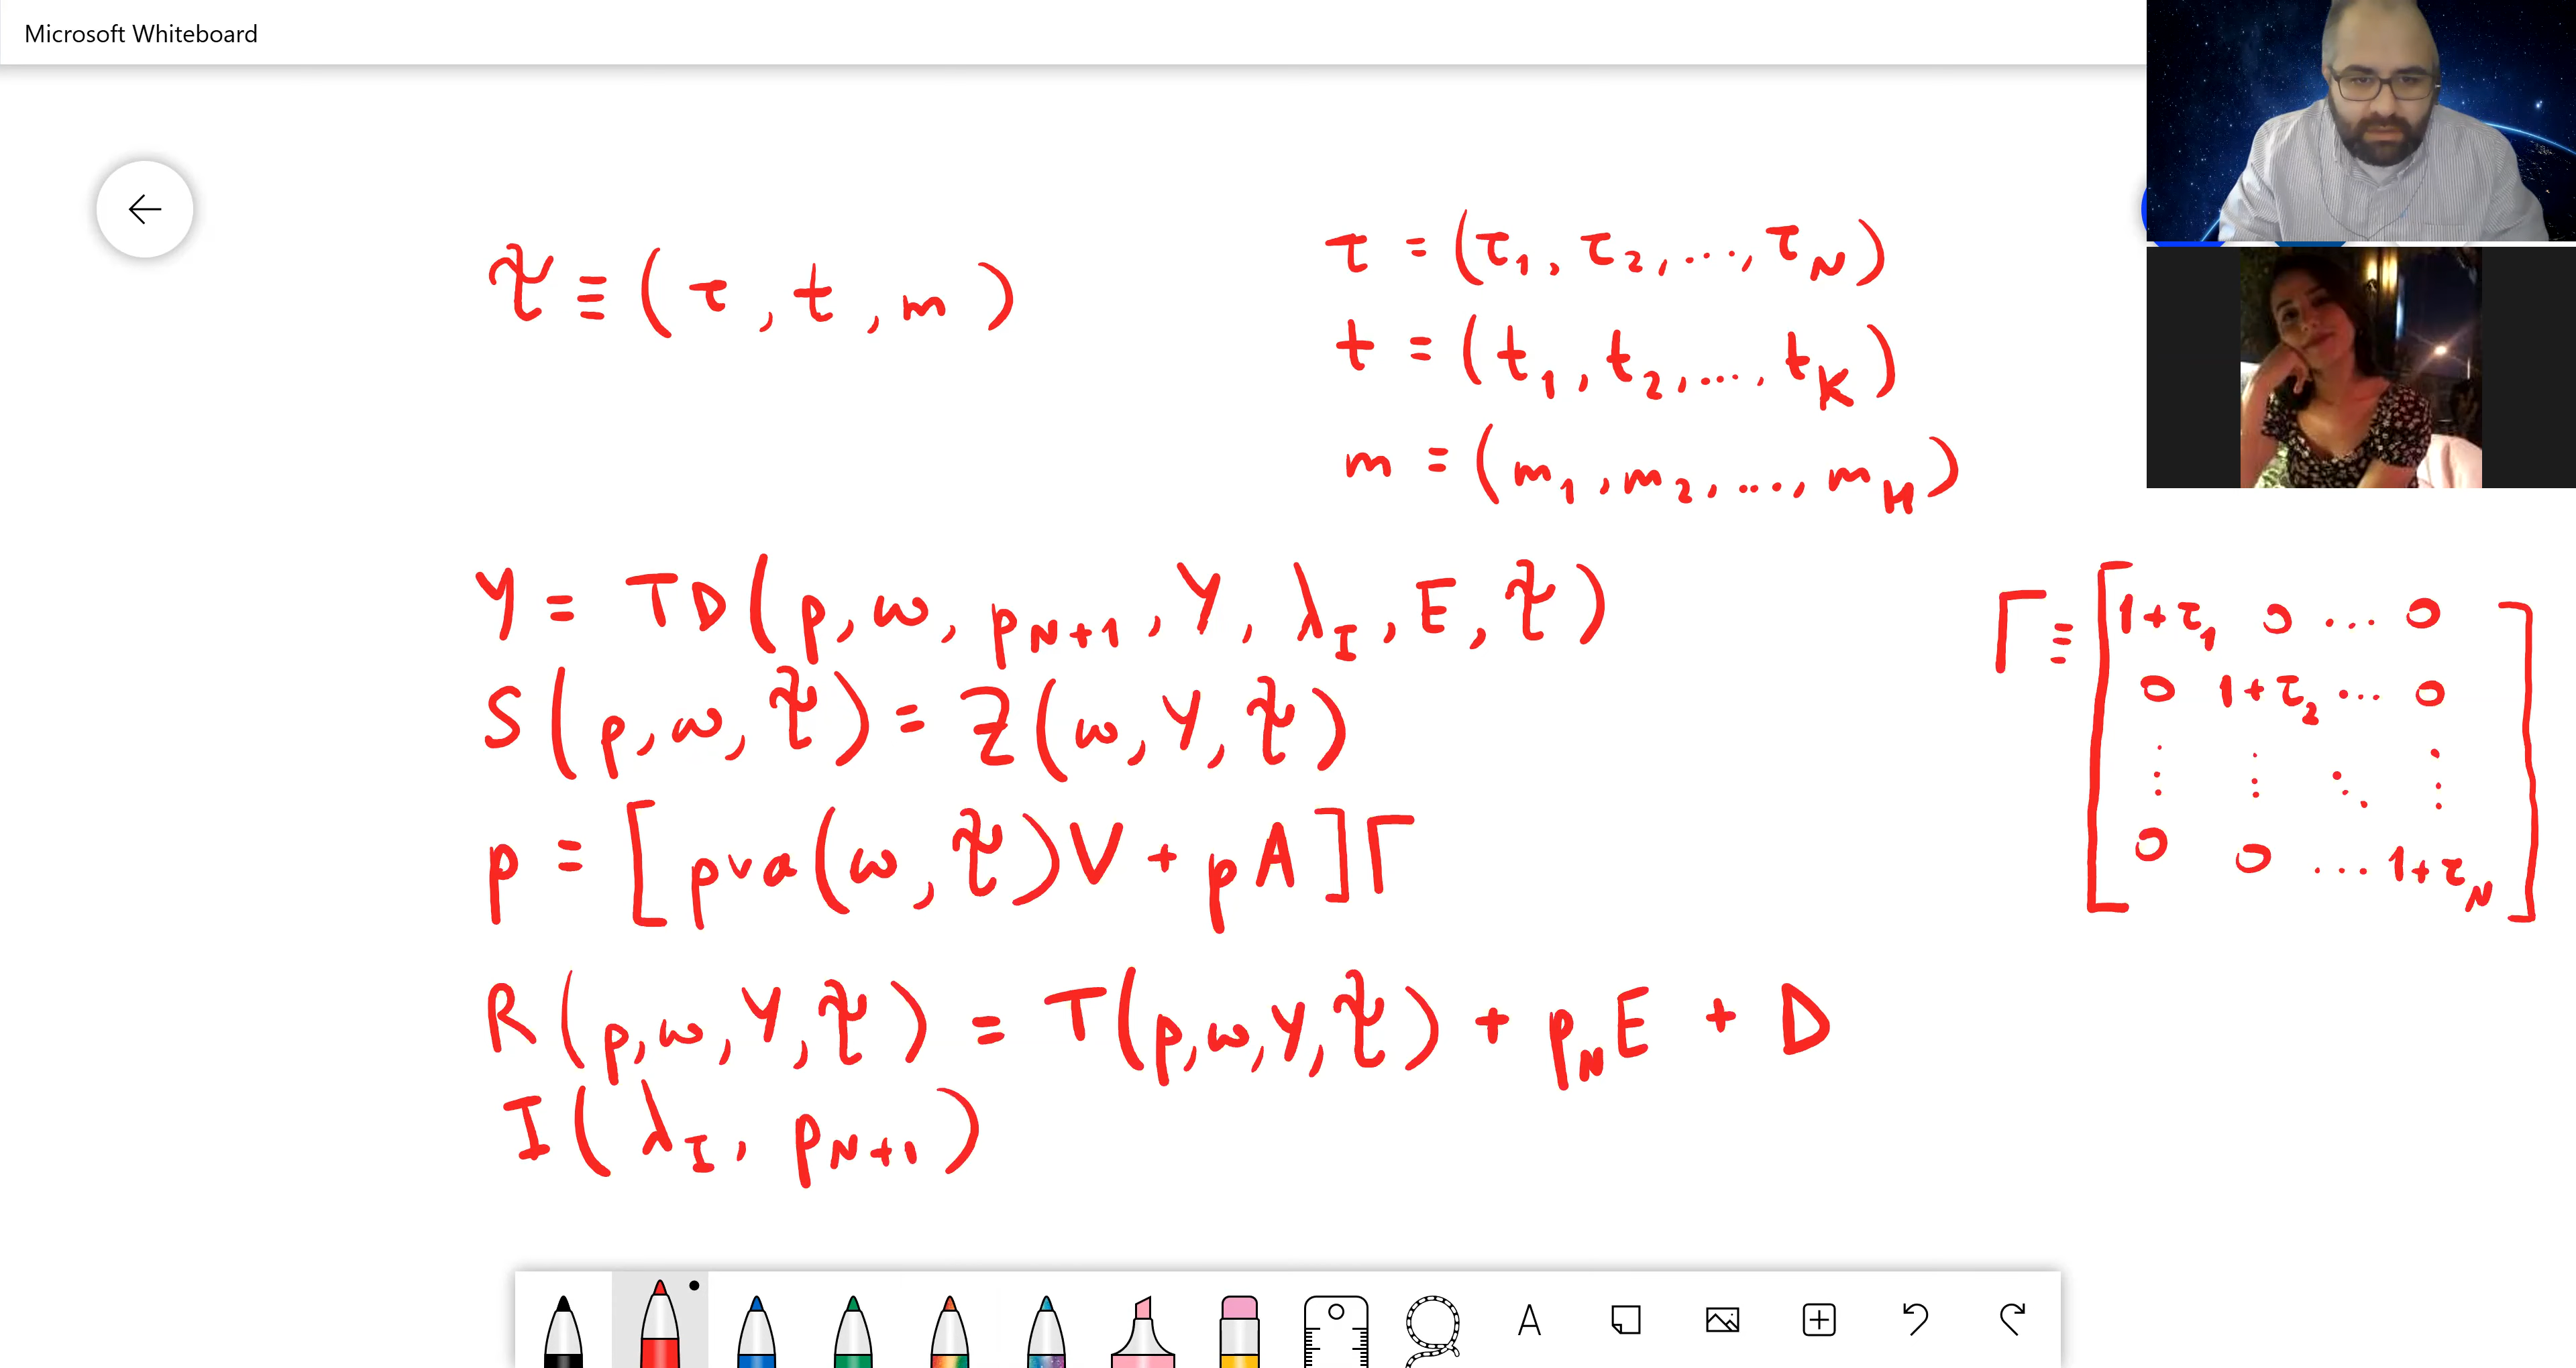 Microsoft Whiteboard
τ̃ ≡ (τ, t, m)
τ = (τ₁, τ₂, ..., τ_N)
t = (t₁, t₂, ..., t_K)
m = (m₁, m₂, ..., m_H)
Y = TD(p, w, p_{N+1}, Y, λ_I, E, τ̃)
S(p, w, τ̃) = Z(w, Y, τ̃)
p = [pva(w, τ̃)V + pA]Γ
R(p, w, Y, τ̃) = T(p, w, Y, τ̃) + p_N E + D
I(λ_I, p_{N+1})
Γ ≡ [1+τ₁ 0 ... 0
0 1+τ₂ ... 0
⋮ ⋮ ⋱ ⋮
0 0 ... 1+τ_N]
A